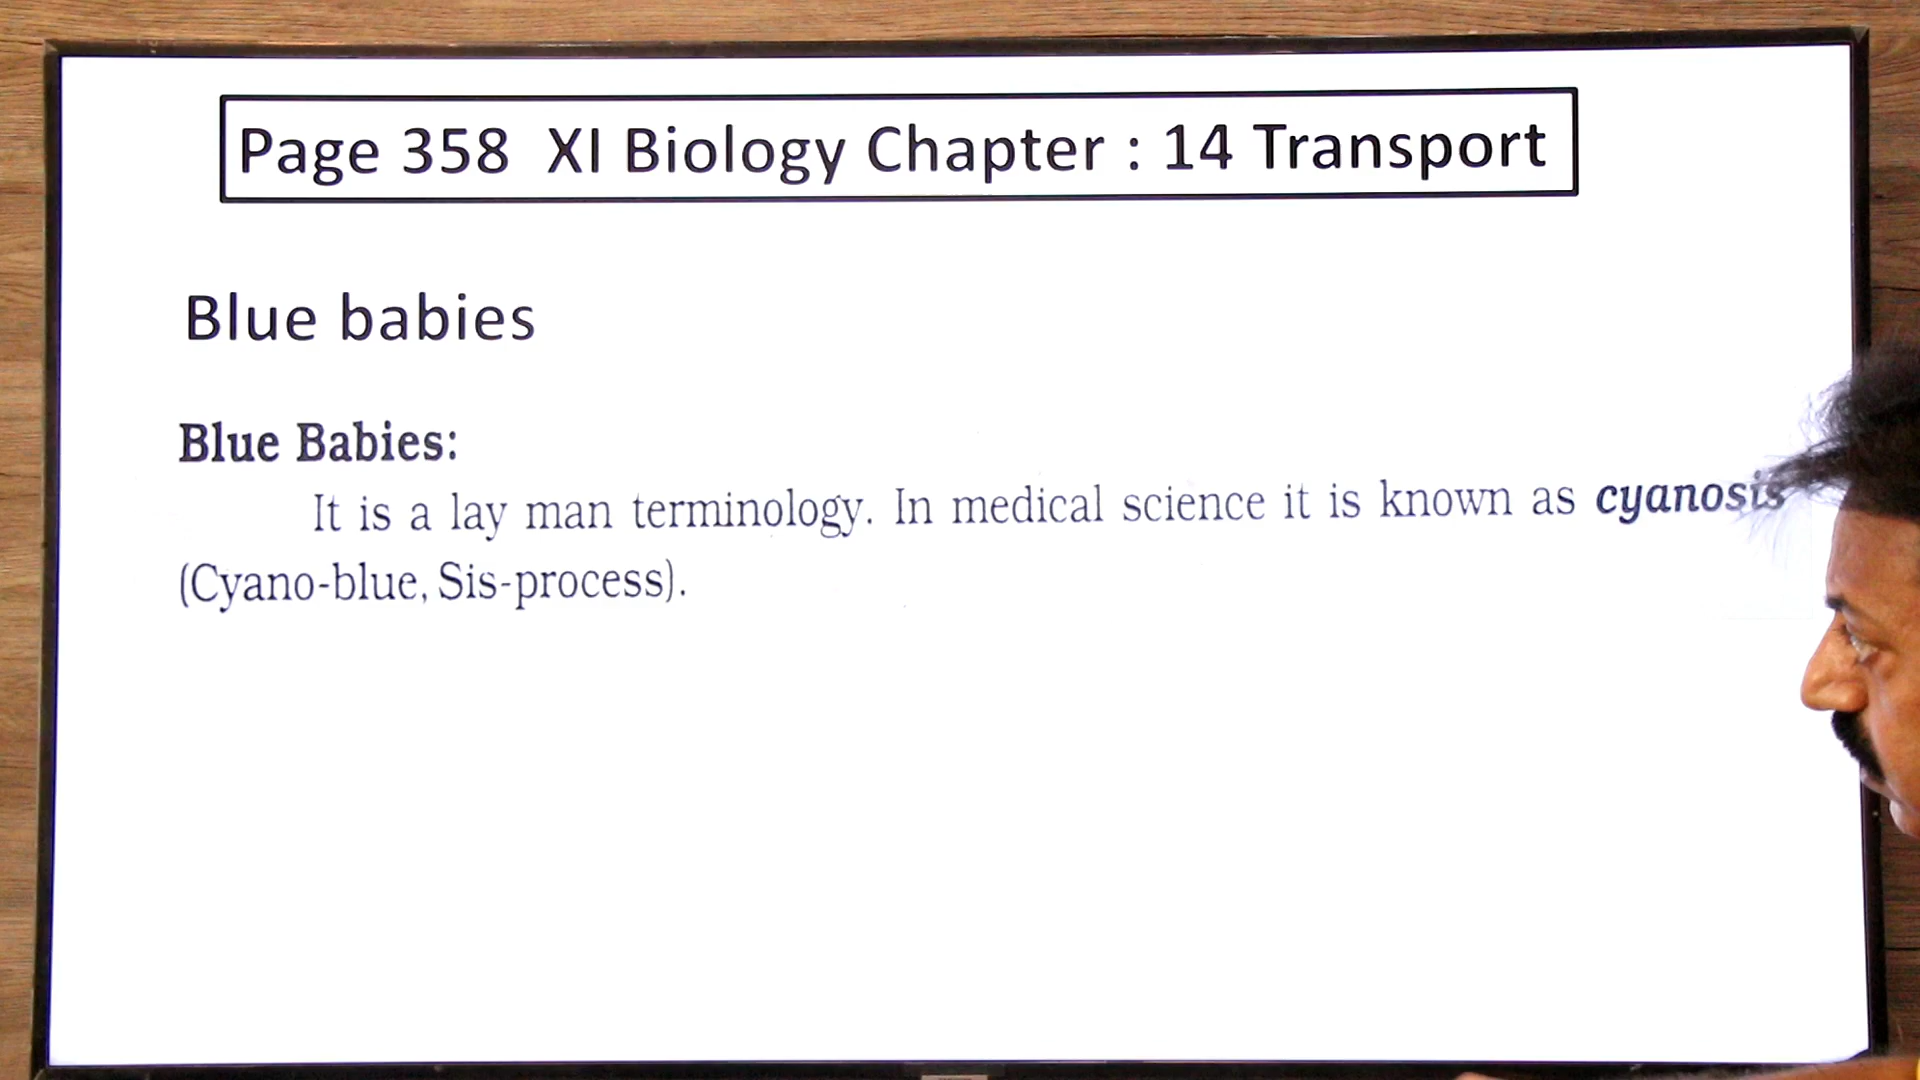 Page 358 XI Biology Chapter : 14 Transport
Blue babies
Blue Babies:
It is a lay man terminology. In medical science it is known as cyanosis
(Cyano-blue, Sis-process).